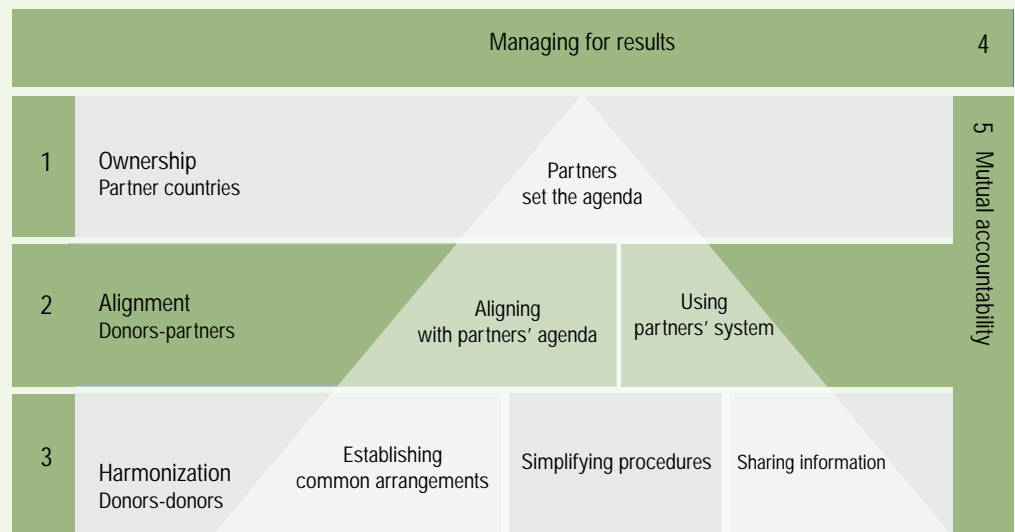 Managing for results
4
1
Ownership
Partner countries
Partners
set the agenda
5 Mutual accountability
2
Alignment
Donors-partners
Aligning
with partners’ agenda
Using
partners’ system
3
Harmonization
Donors-donors
Establishing
common arrangements
Simplifying procedures
Sharing information